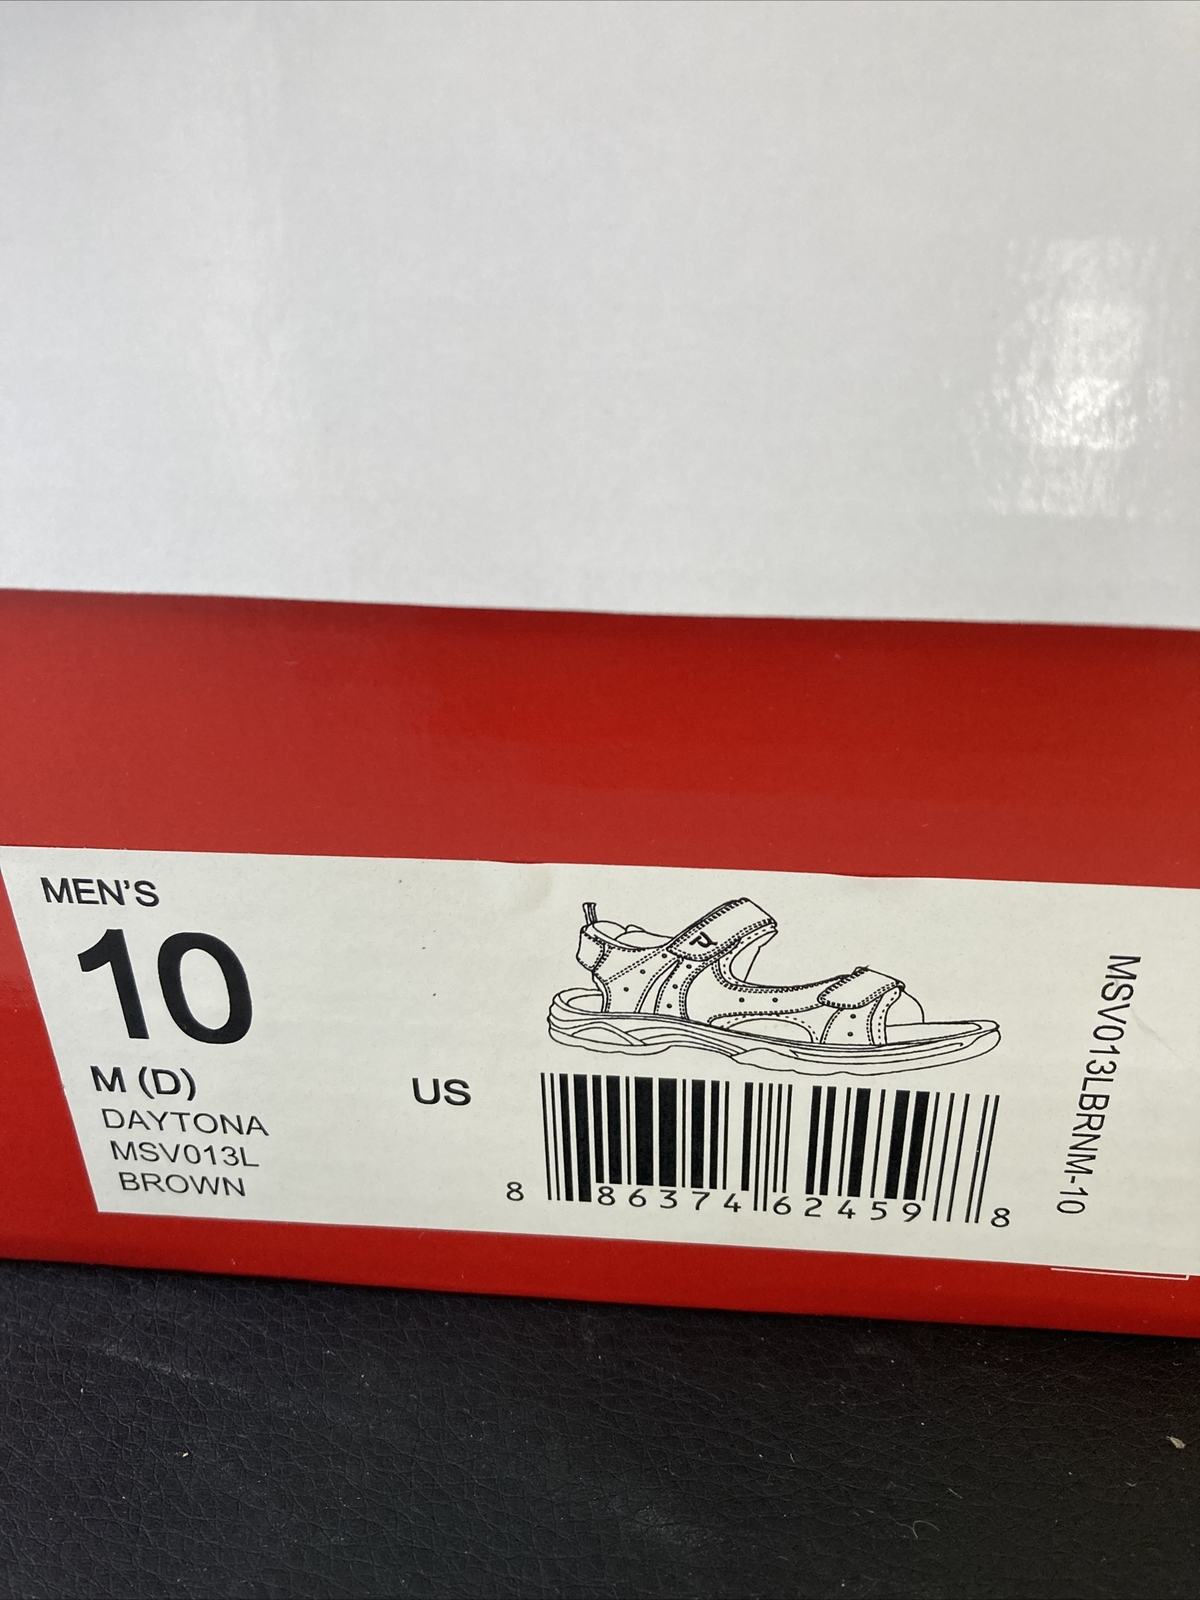 MEN'S
10
M (D)
US
DAYTONA
MSV013L
BROWN
8 86374 62459 8
MSV013LBRNM-10